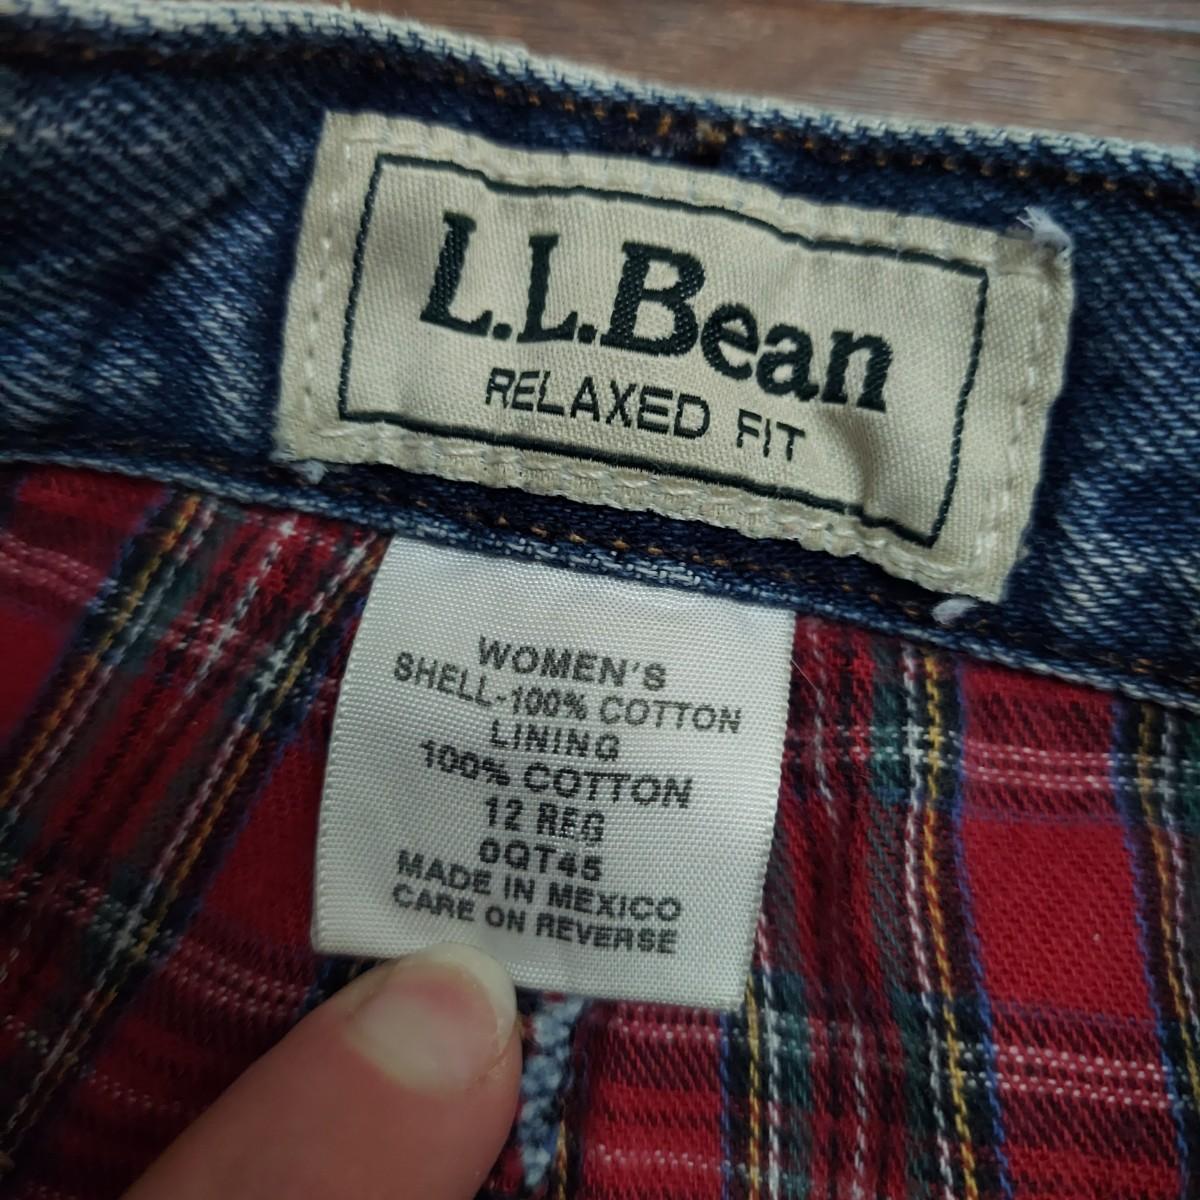 L.L.Bean
RELAXED FIT
WOMEN'S
SHELL-100% COTTON
LINING
100% COTTON
12 REG
0QT45
MADE IN MEXICO
CARE ON REVERSE